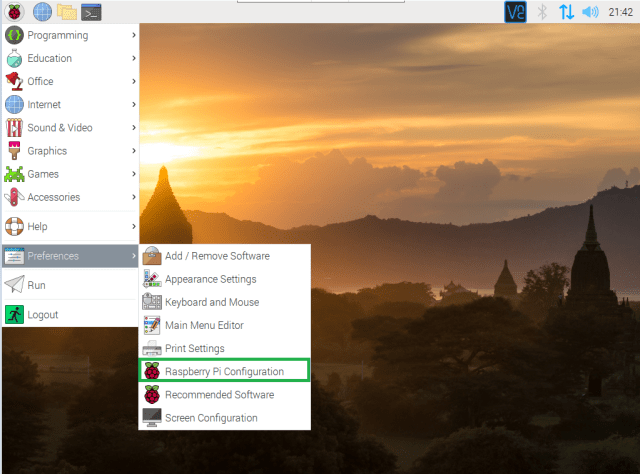 V2
21:42
Programming
Education
Office
Internet
Sound & Video
Graphics
Games
Accessories
Help
Preferences
Run
Logout
Add / Remove Software
Appearance Settings
Keyboard and Mouse
Main Menu Editor
Print Settings
Raspberry Pi Configuration
Recommended Software
Screen Configuration